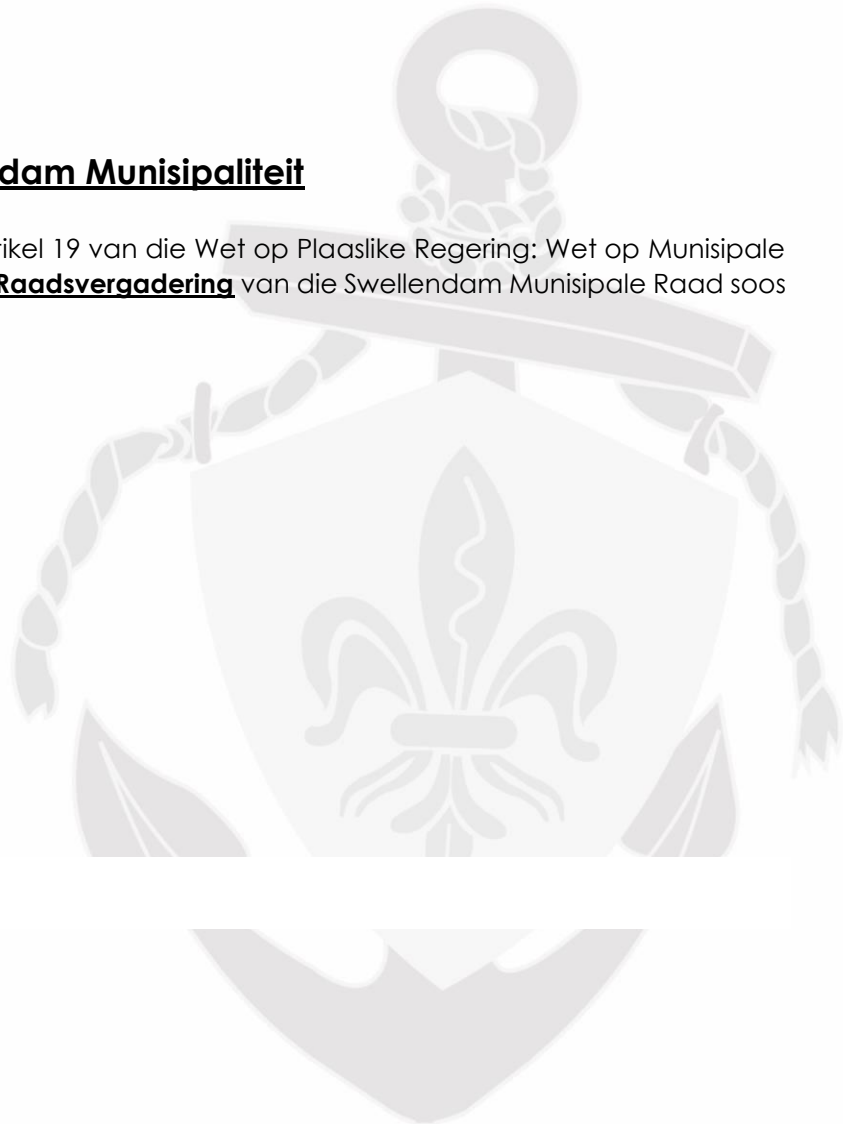 dam Munisipaliteit
tikel 19 van die Wet op Plaaslike Regering: Wet op Munisipale
Raadsvergadering van die Swellendam Munisipale Raad soos